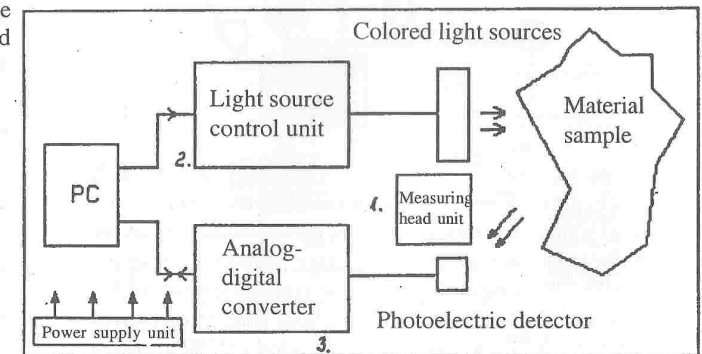 e
d
Colored light sources
Light source
control unit
2.
Material
sample
PC
1.
Measuring
head unit
Analog-
digital
converter
3.
Power supply unit
Photoelectric detector